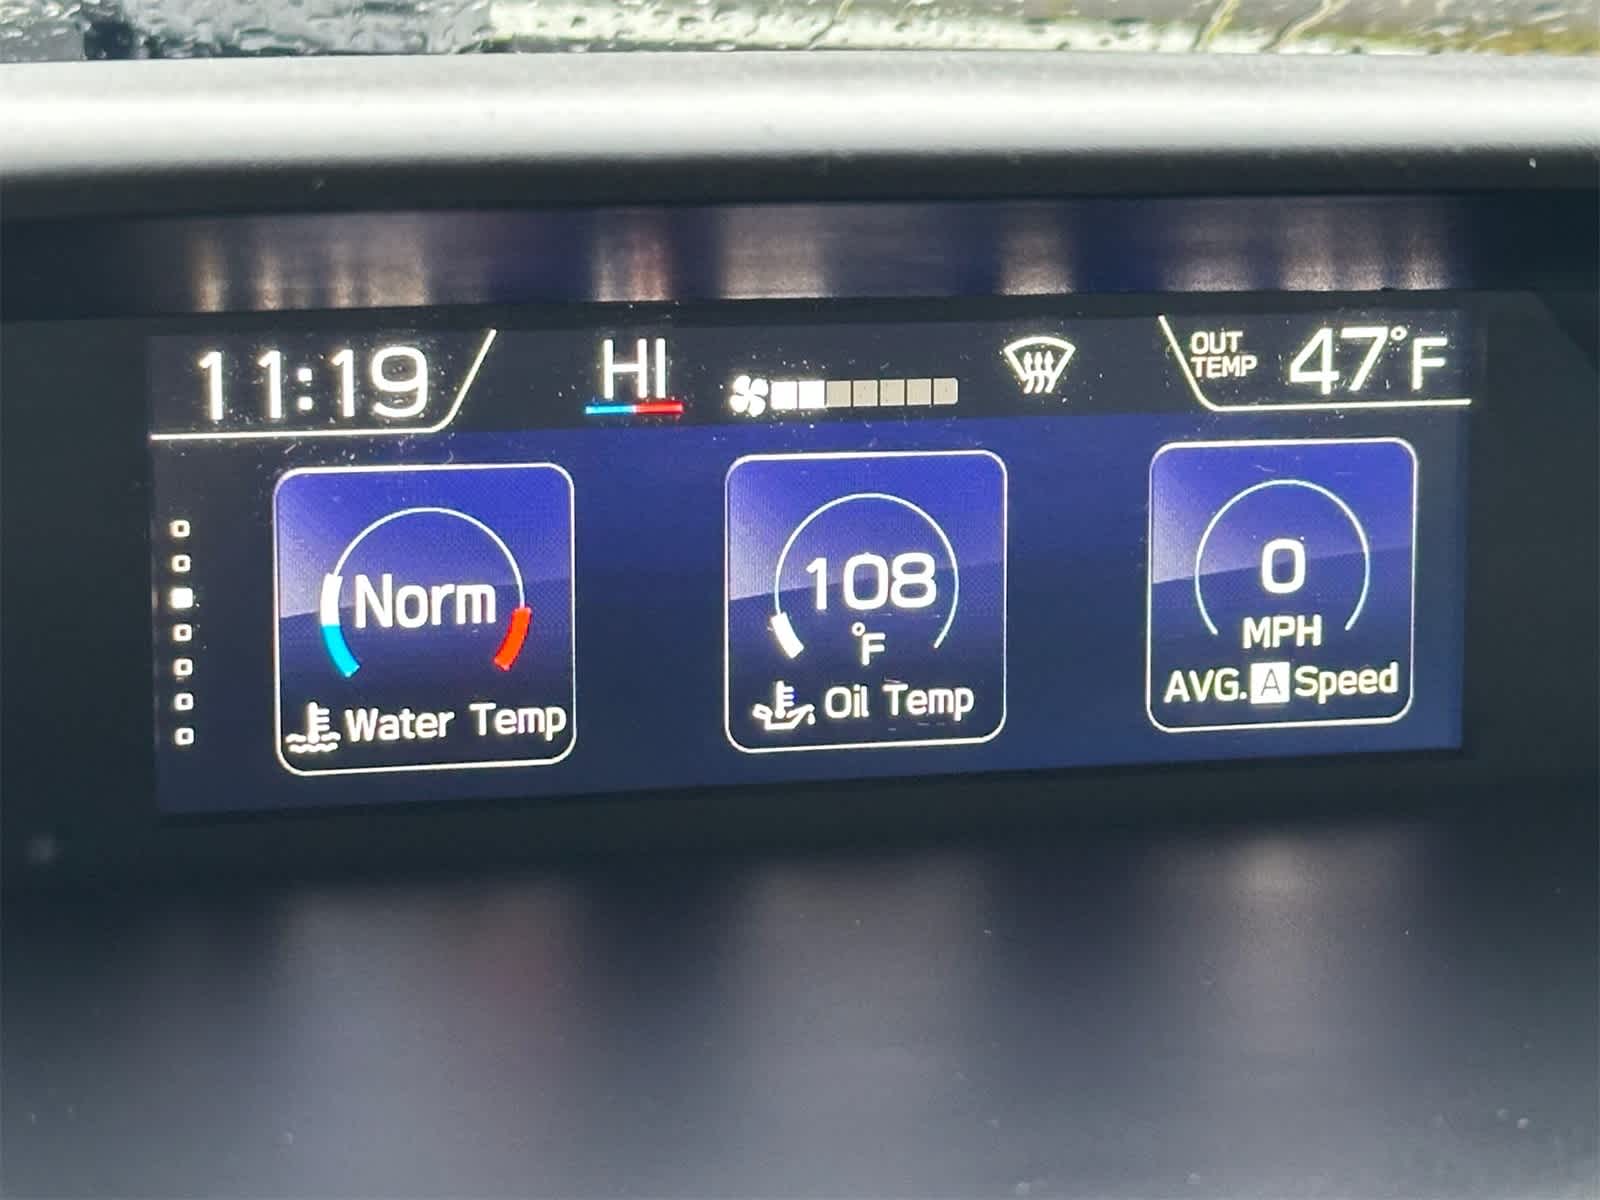 11:19
HI
OUT
TEMP
47°F
Norm
Water Temp
108
°F
Oil Temp
0
MPH
AVG. A Speed